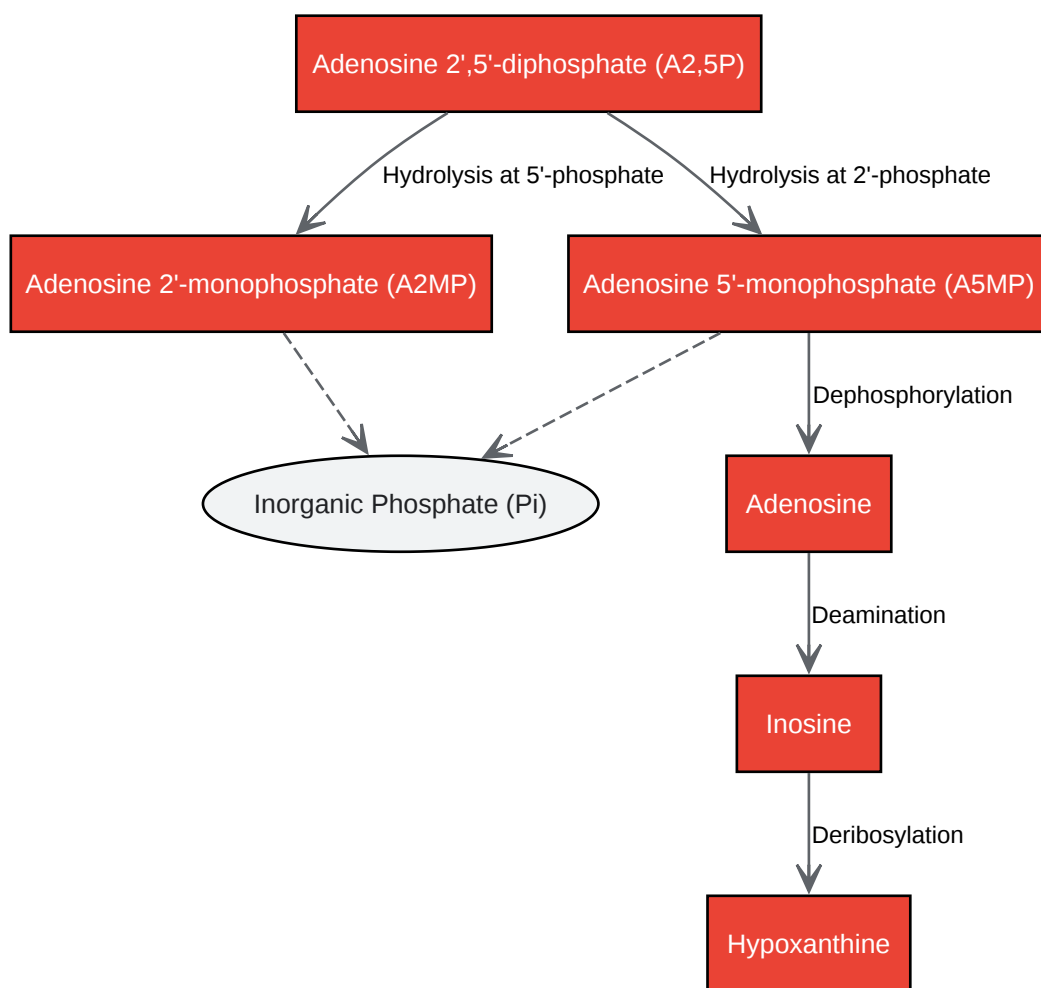 Adenosine 2',5'-diphosphate (A2,5P)
Hydrolysis at 5'-phosphate
Hydrolysis at 2'-phosphate
Adenosine 2'-monophosphate (A2MP)
Adenosine 5'-monophosphate (A5MP)
Dephosphorylation
Inorganic Phosphate (Pi)
Adenosine
Deamination
Inosine
Deribosylation
Hypoxanthine